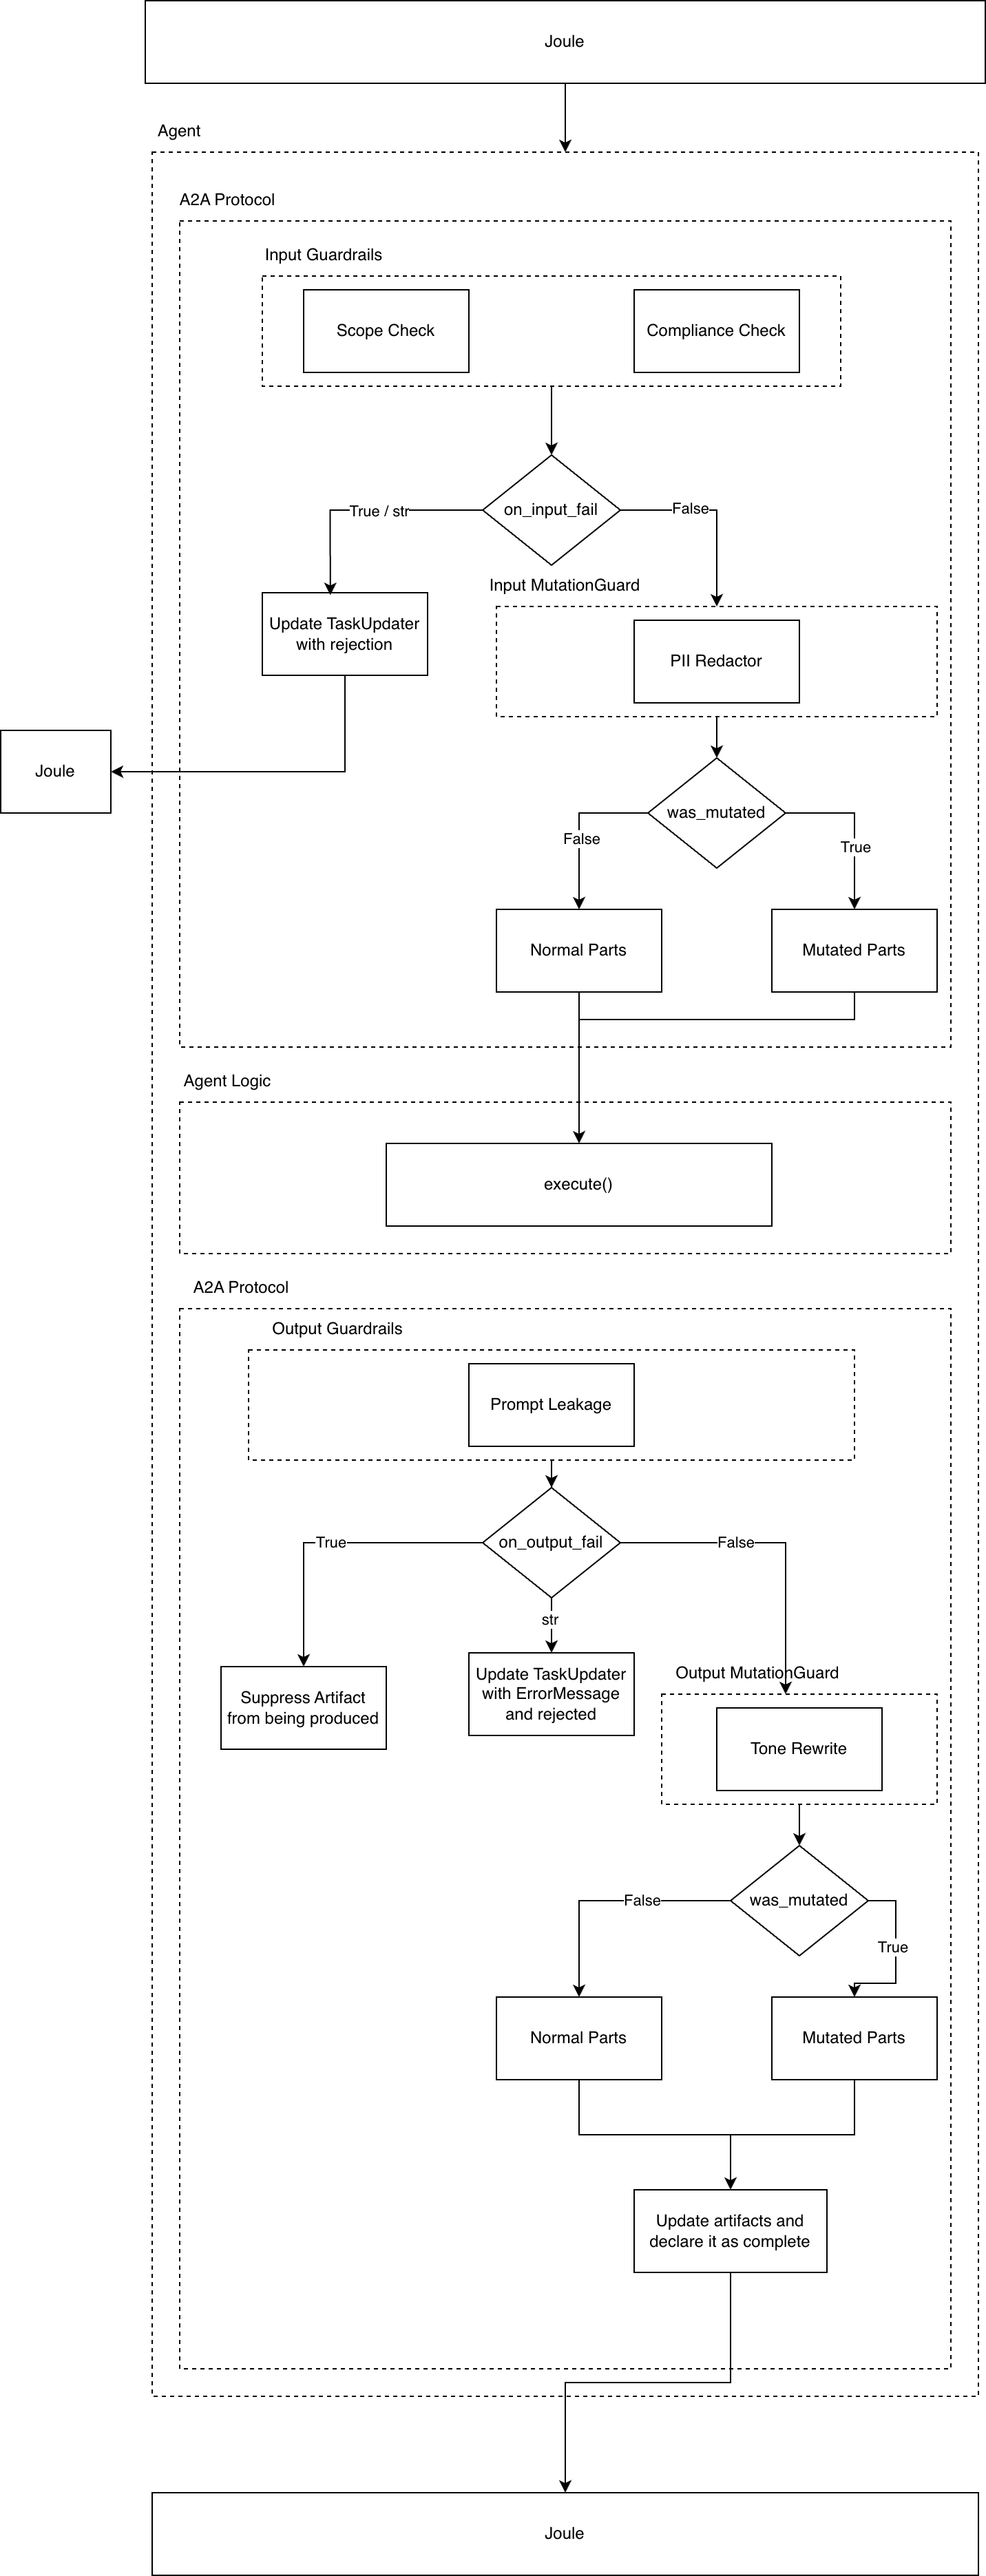 Joule
Agent
A2A Protocol
Input Guardrails
Scope Check
Compliance Check
on_input_fail
True / str
False
Input MutationGuard
Update TaskUpdater
with rejection
PII Redactor
Joule
was_mutated
False
True
Normal Parts
Mutated Parts
Agent Logic
execute()
A2A Protocol
Output Guardrails
Prompt Leakage
on_output_fail
True
False
str
Suppress Artifact
from being produced
Update TaskUpdater
with ErrorMessage
and rejected
Output MutationGuard
Tone Rewrite
was_mutated
False
True
Normal Parts
Mutated Parts
Update artifacts and
declare it as complete
Joule